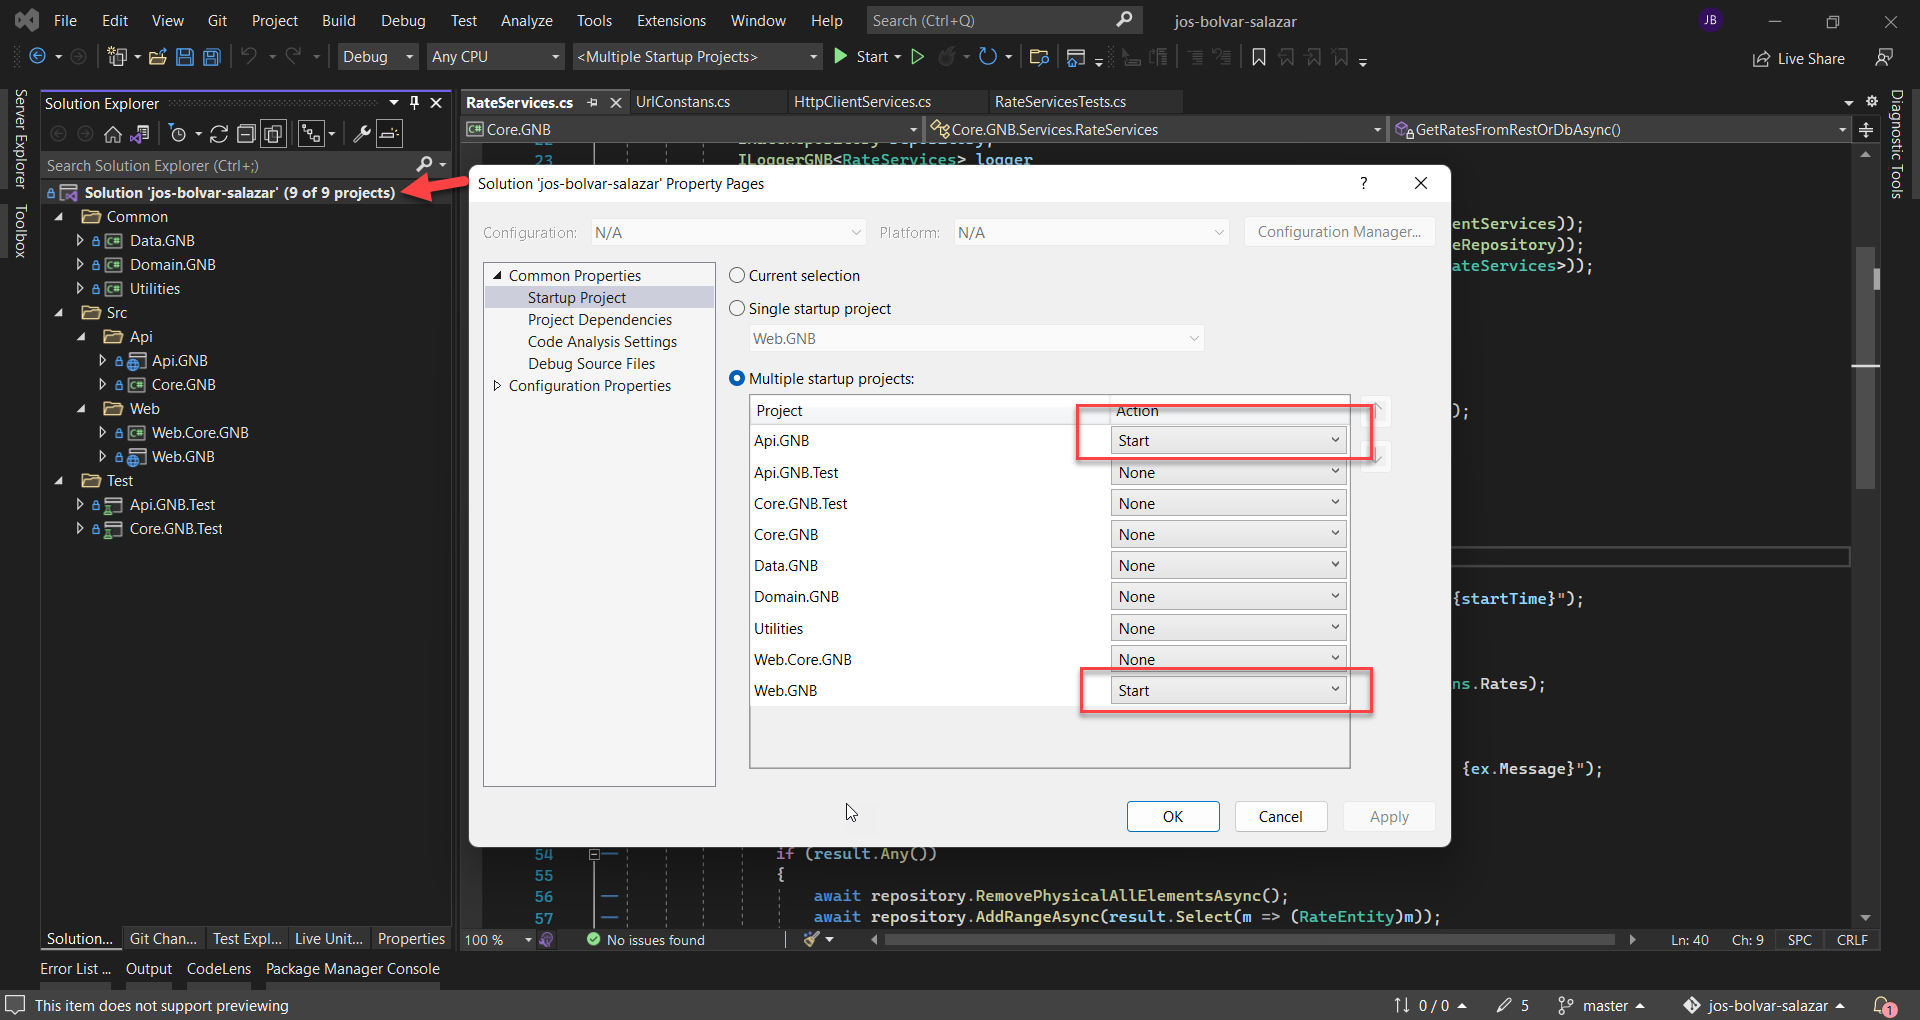 File Edit View Git Project Build Debug Test Analyze Tools Extensions Window Help Search (Ctrl+Q) jos-bolvar-salazar JB
Debug Any CPU <Multiple Startup Projects> Start Live Share
Server Explorer
Toolbox
Solution Explorer
Search Solution Explorer (Ctrl+;)
Solution 'jos-bolvar-salazar' (9 of 9 projects)
Common
Data.GNB
Domain.GNB
Utilities
Src
Api
Api.GNB
Core.GNB
Web
Web.Core.GNB
Web.GNB
Test
Api.GNB.Test
Core.GNB.Test
Solution... Git Chan... Test Expl... Live Unit... Properties
RateServices.cs UrlConstans.cs HttpClientServices.cs RateServicesTests.cs
Core.GNB Core.GNB.Services.RateServices GetRatesFromRestOrDbAsync()
23 ILoggerGNB<RateServices> logger
Solution 'jos-bolvar-salazar' Property Pages ?
Configuration: N/A Platform: N/A Configuration Manager...
Common Properties
Startup Project
Project Dependencies
Code Analysis Settings
Debug Source Files
Configuration Properties
Current selection
Single startup project
Web.GNB
Multiple startup projects:
Project Action
Api.GNB Start
Api.GNB.Test None
Core.GNB.Test None
Core.GNB None
Data.GNB None
Domain.GNB None
Utilities None
Web.Core.GNB None
Web.GNB Start
OK Cancel Apply
entServices));
eRepository));
ateServices>));
);
{startTime}");
ns.Rates);
{ex.Message}");
54 if (result.Any())
55 {
56 await repository.RemovePhysicalAllElementsAsync();
57 await repository.AddRangeAsync(result.Select(m => (RateEntity)m));
100 % No issues found Ln: 40 Ch: 9 SPC CRLF
Diagnostic Tools
Error List ... Output CodeLens Package Manager Console
This item does not support previewing 0 / 0 5 master jos-bolvar-salazar 1